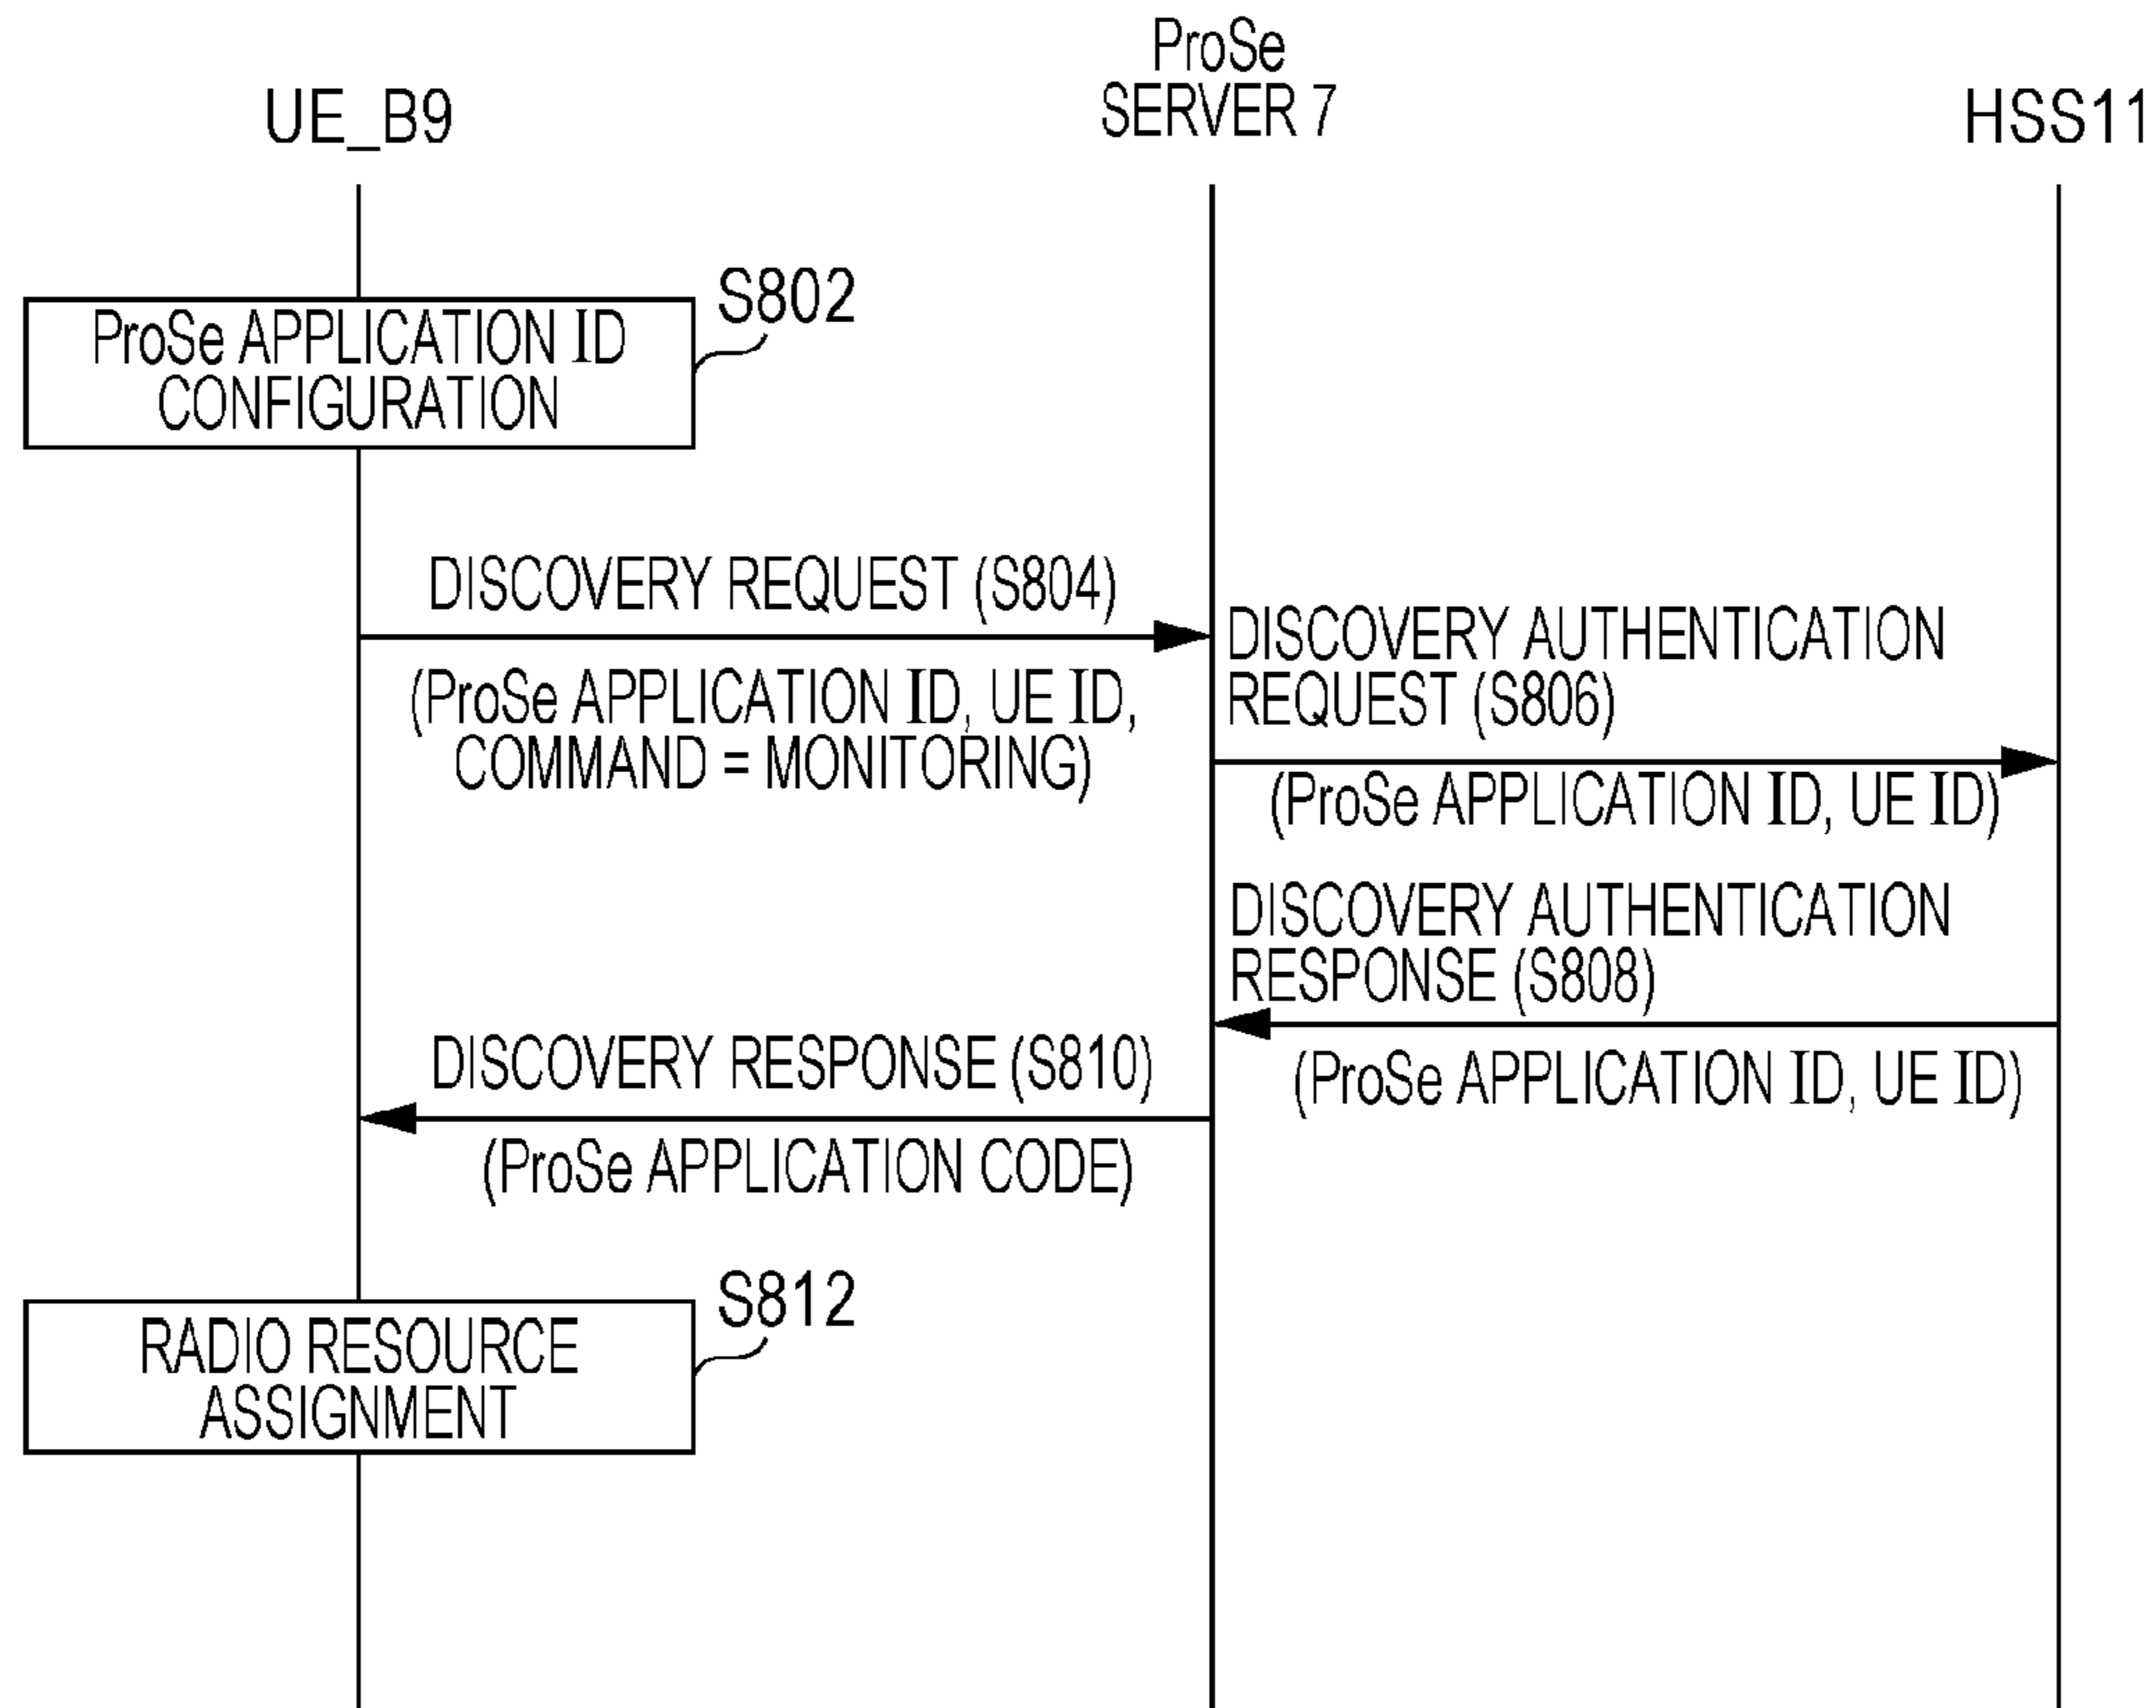 ProSe
SERVER 7
UE_B9
HSS11
S802
ProSe APPLICATION ID
CONFIGURATION
DISCOVERY REQUEST (S804)
(ProSe APPLICATION ID, UE ID,
COMMAND = MONITORING)
DISCOVERY AUTHENTICATION
REQUEST (S806)
(ProSe APPLICATION ID, UE ID)
DISCOVERY AUTHENTICATION
RESPONSE (S808)
(ProSe APPLICATION ID, UE ID)
DISCOVERY RESPONSE (S810)
(ProSe APPLICATION CODE)
S812
RADIO RESOURCE
ASSIGNMENT